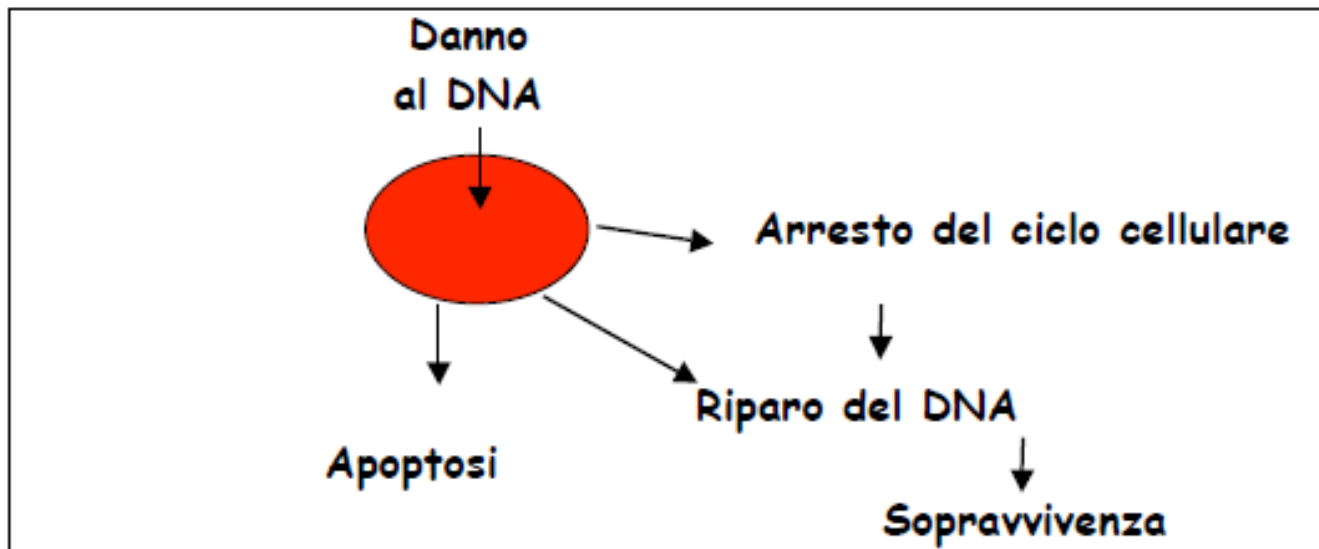 Danno
al DNA
Arresto del ciclo cellulare
Riparo del DNA
Apoptosi
Sopravvivenza